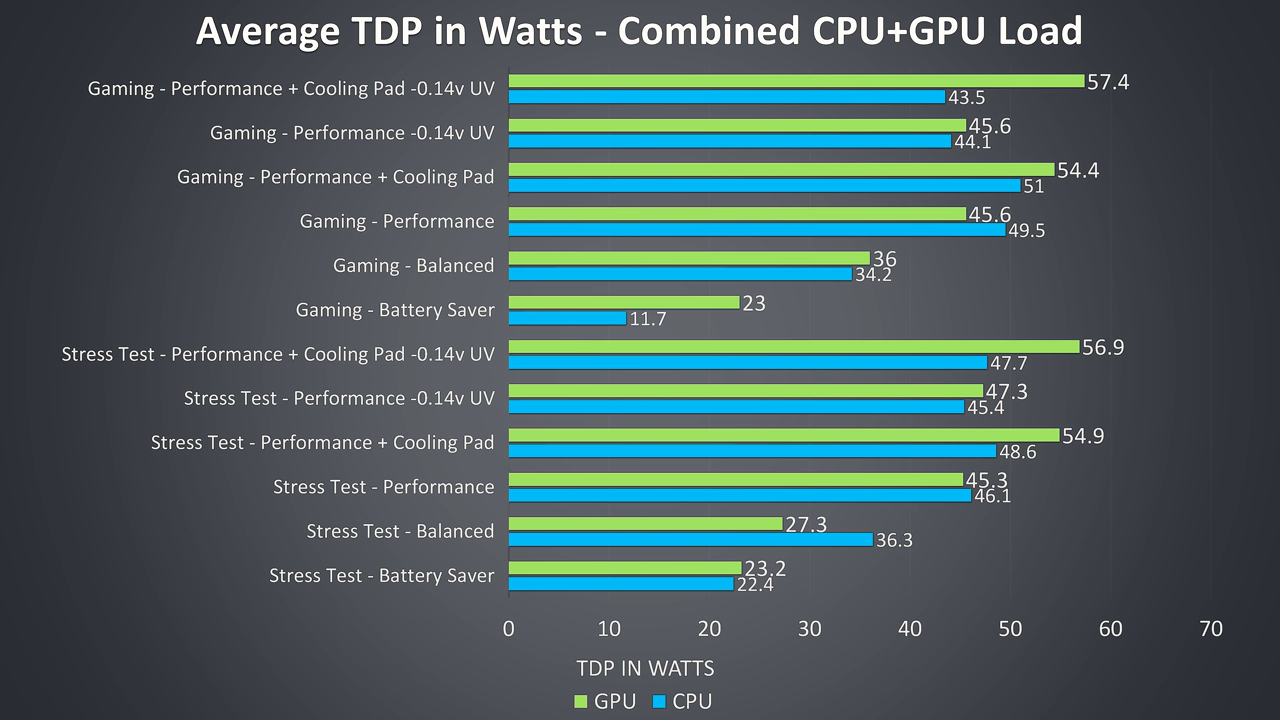 Average TDP in Watts - Combined CPU+GPU Load
Gaming - Performance + Cooling Pad -0.14v UV
57.4
43.5
Gaming - Performance -0.14v UV
45.6
44.1
Gaming - Performance + Cooling Pad
54.4
51
Gaming - Performance
45.6
49.5
Gaming - Balanced
36
34.2
Gaming - Battery Saver
23
11.7
Stress Test - Performance + Cooling Pad -0.14v UV
56.9
47.7
Stress Test - Performance -0.14v UV
47.3
45.4
Stress Test - Performance + Cooling Pad
54.9
48.6
Stress Test - Performance
45.3
46.1
Stress Test - Balanced
27.3
36.3
Stress Test - Battery Saver
23.2
22.4
0 10 20 30 40 50 60 70
TDP IN WATTS
GPU CPU